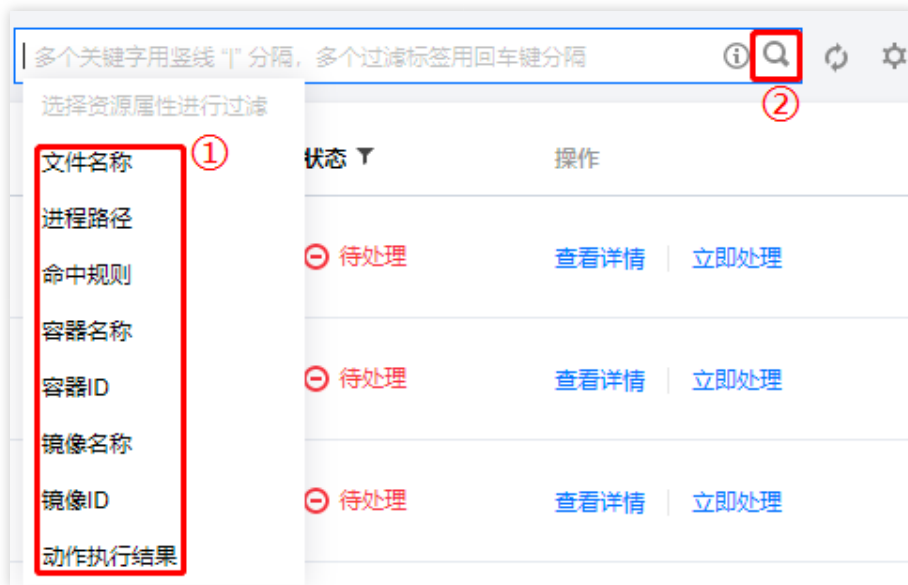 多个关键字用竖线 "|" 分隔，多个过滤标签用回车键分隔
②
选择资源属性进行过滤
①
文件名称
状态
操作
进程路径
待处理
查看详情
立即处理
命中规则
容器名称
容器ID
待处理
查看详情
立即处理
镜像名称
镜像ID
待处理
查看详情
立即处理
动作执行结果